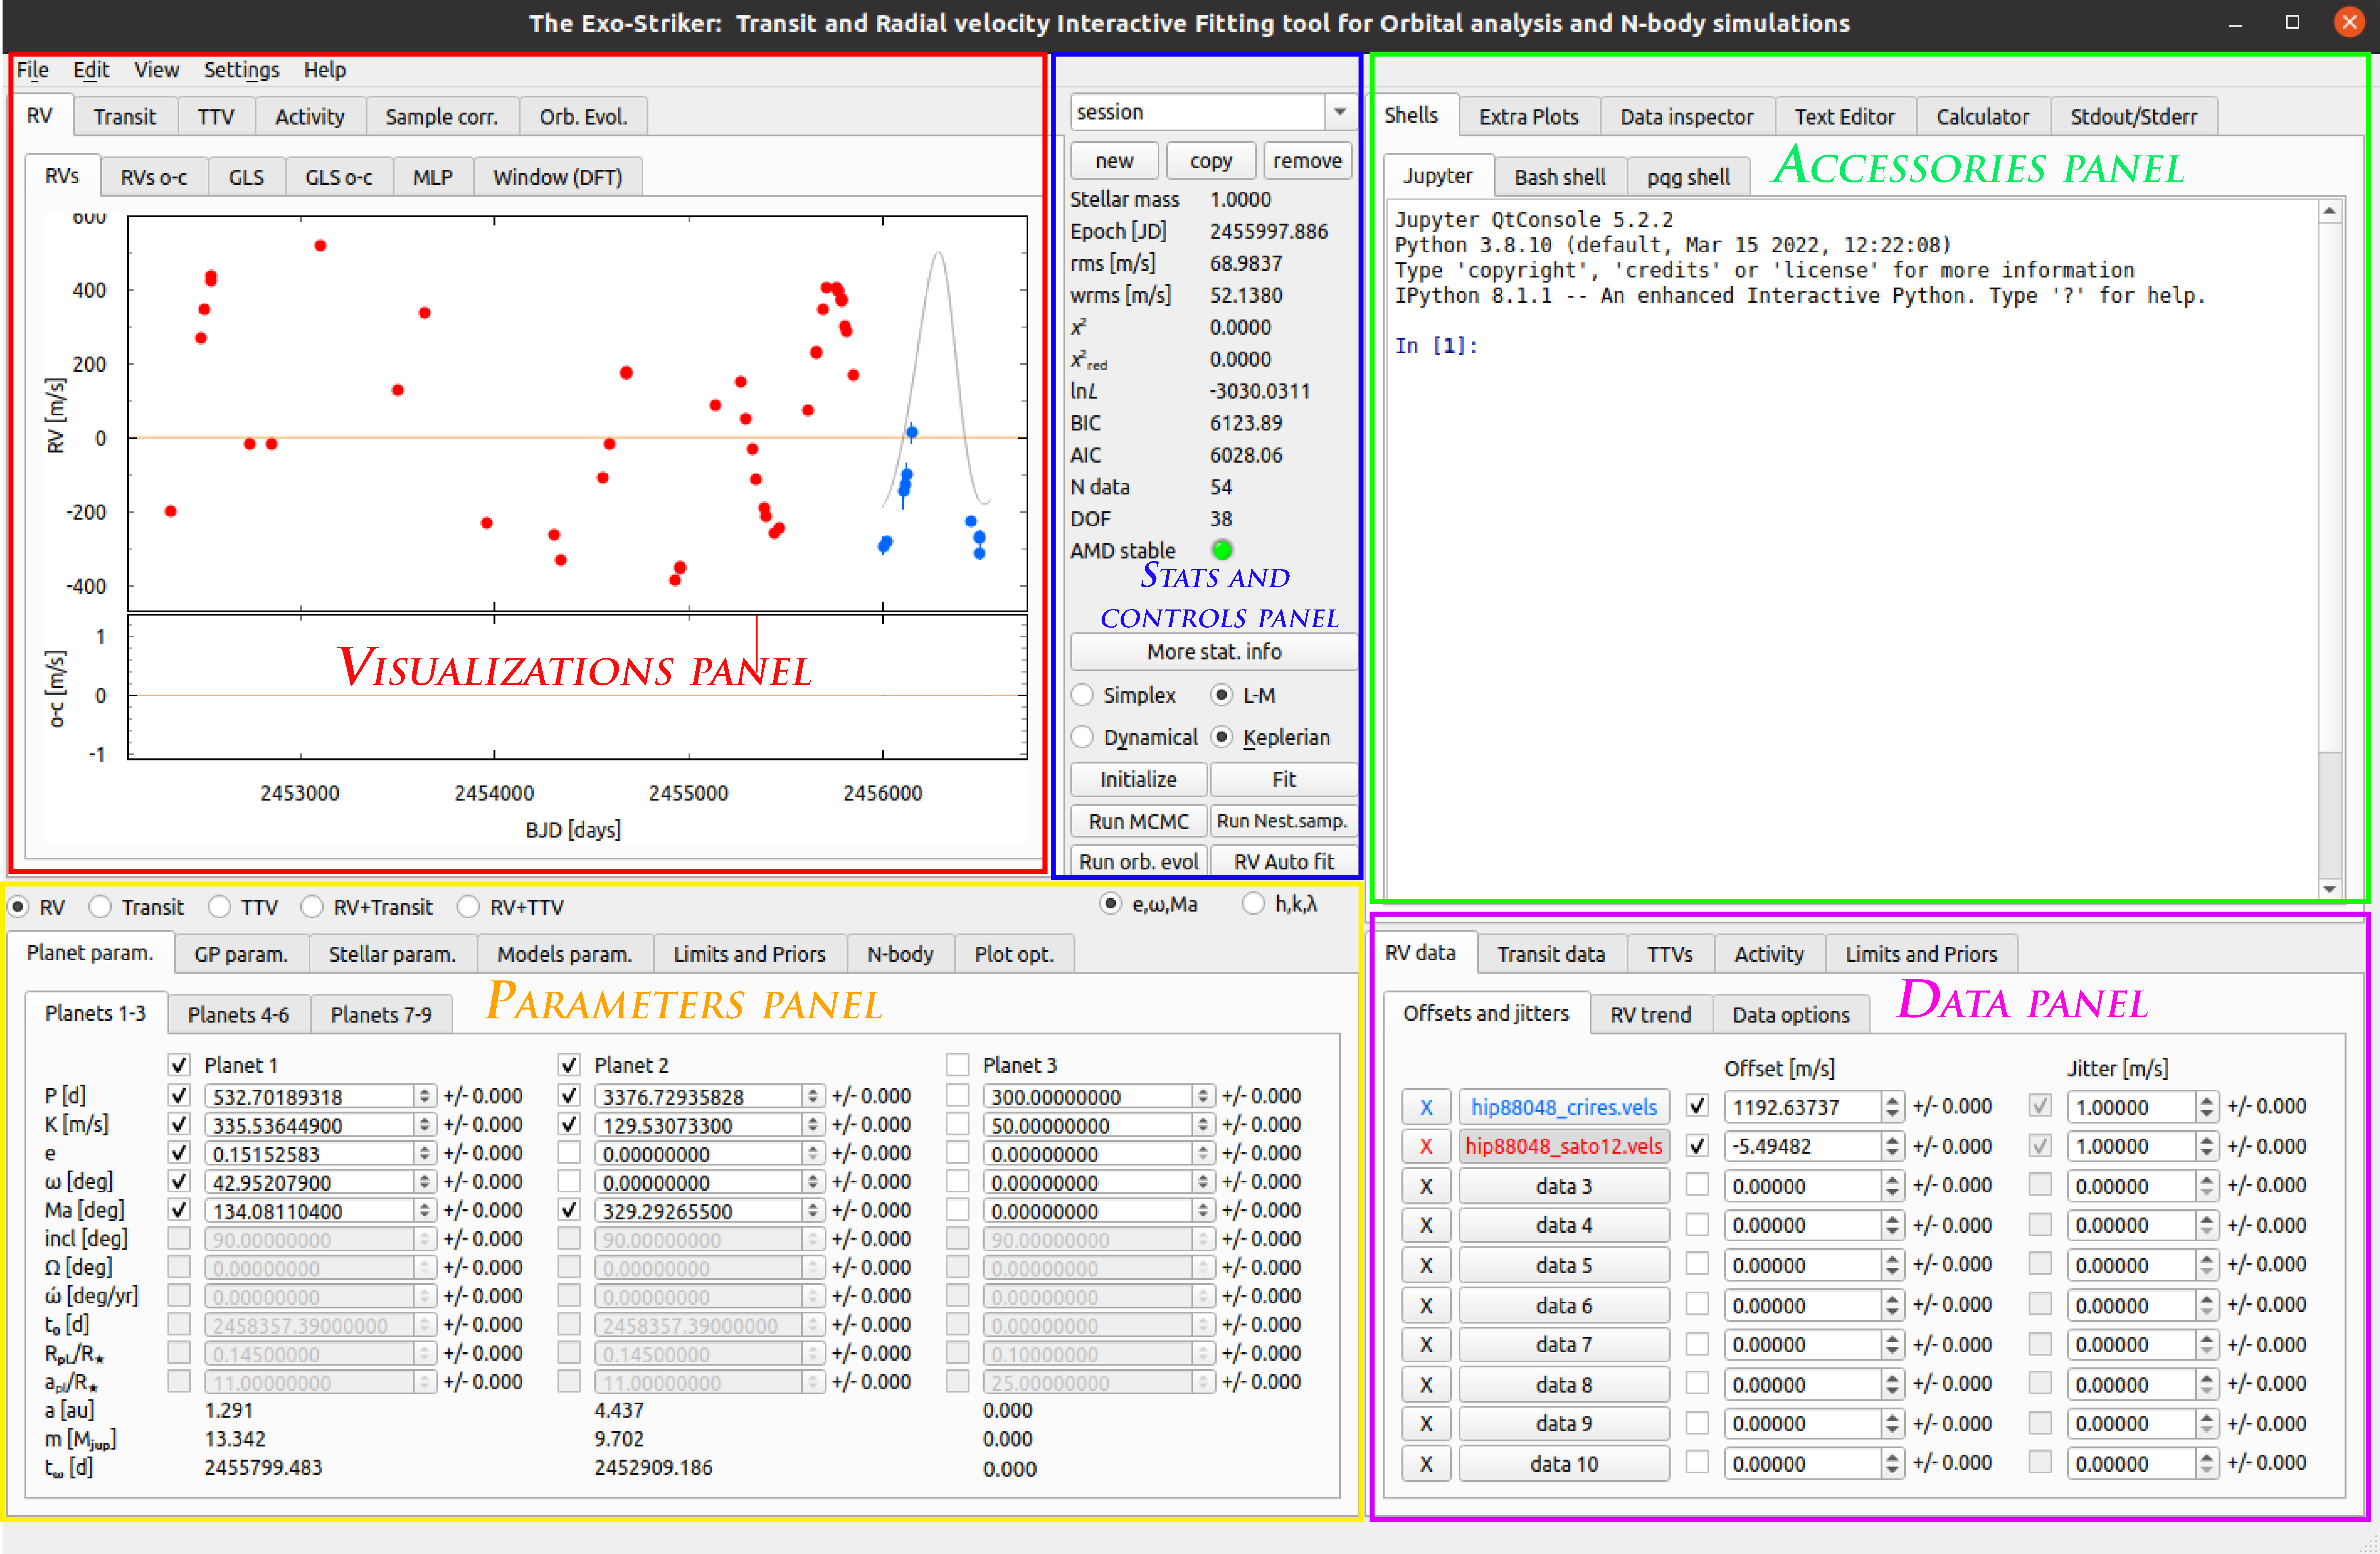 The Exo-Striker: Transit and Radial velocity Interactive Fitting tool for Orbital analysis and N-body simulations
File Edit View Settings Help
RV Transit TTV Activity Sample corr. Orb. Evol.
RVs RVs o-c GLS GLS o-c MLP Window (DFT)
600
400
200
0
-200
-400
RV [m/s]
1
0
-1
o-c [m/s]
VISUALIZATIONS PANEL
2453000 2454000 2455000 2456000
BJD [days]
session
new copy remove
Stellar mass 1.0000
Epoch [JD] 2455997.886
rms [m/s] 68.9837
wrms [m/s] 52.1380
x² 0.0000
x²red 0.0000
lnL -3030.0311
BIC 6123.89
AIC 6028.06
N data 54
DOF 38
AMD stable
STATS AND
CONTROLS PANEL
More stat. info
Simplex L-M
Dynamical Keplerian
Initialize Fit
Run MCMC Run Nest.samp.
Run orb. evol RV Auto fit
Shells Extra Plots Data inspector Text Editor Calculator Stdout/Stderr
Jupyter Bash shell pqg shell ACCESSORIES PANEL
Jupyter QtConsole 5.2.2
Python 3.8.10 (default, Mar 15 2022, 12:22:08)
Type 'copyright', 'credits' or 'license' for more information
IPython 8.1.1 -- An enhanced Interactive Python. Type '?' for help.
In [1]:
RV Transit TTV RV+Transit RV+TTV e,ω,Ma h,k,λ
Planet param. GP param. Stellar param. Models param. Limits and Priors N-body Plot opt.
Planets 1-3 Planets 4-6 Planets 7-9 PARAMETERS PANEL
Planet 1 Planet 2 Planet 3
P [d] 532.70189318 +/- 0.000 3376.72935828 +/- 0.000 300.00000000 +/- 0.000
K [m/s] 335.53644900 +/- 0.000 129.53073300 +/- 0.000 50.00000000 +/- 0.000
e 0.15152583 +/- 0.000 0.00000000 +/- 0.000 0.00000000 +/- 0.000
ω [deg] 42.95207900 +/- 0.000 0.00000000 +/- 0.000 0.00000000 +/- 0.000
Ma [deg] 134.08110400 +/- 0.000 329.29265500 +/- 0.000 0.00000000 +/- 0.000
incl [deg] 90.00000000 +/- 0.000 90.00000000 +/- 0.000 90.00000000 +/- 0.000
Ω [deg] 0.00000000 +/- 0.000 0.00000000 +/- 0.000 0.00000000 +/- 0.000
ώ [deg/yr] 0.00000000 +/- 0.000 0.00000000 +/- 0.000 0.00000000 +/- 0.000
t₀ [d] 2458357.39000000 +/- 0.000 2458357.39000000 +/- 0.000 0.00000000 +/- 0.000
Rpl/R★ 0.14500000 +/- 0.000 0.14500000 +/- 0.000 0.10000000 +/- 0.000
apl/R★ 11.00000000 +/- 0.000 11.00000000 +/- 0.000 25.00000000 +/- 0.000
a [au] 1.291 4.437 0.000
m [Mjup] 13.342 9.702 0.000
tω [d] 2455799.483 2452909.186 0.000
RV data Transit data TTVs Activity Limits and Priors
Offsets and jitters RV trend Data options DATA PANEL
Offset [m/s] Jitter [m/s]
X hip88048_crires.vels 1192.63737 +/- 0.000 1.00000 +/- 0.000
X hip88048_sato12.vels -5.49482 +/- 0.000 1.00000 +/- 0.000
X data 3 0.00000 +/- 0.000 0.00000 +/- 0.000
X data 4 0.00000 +/- 0.000 0.00000 +/- 0.000
X data 5 0.00000 +/- 0.000 0.00000 +/- 0.000
X data 6 0.00000 +/- 0.000 0.00000 +/- 0.000
X data 7 0.00000 +/- 0.000 0.00000 +/- 0.000
X data 8 0.00000 +/- 0.000 0.00000 +/- 0.000
X data 9 0.00000 +/- 0.000 0.00000 +/- 0.000
X data 10 0.00000 +/- 0.000 0.00000 +/- 0.000